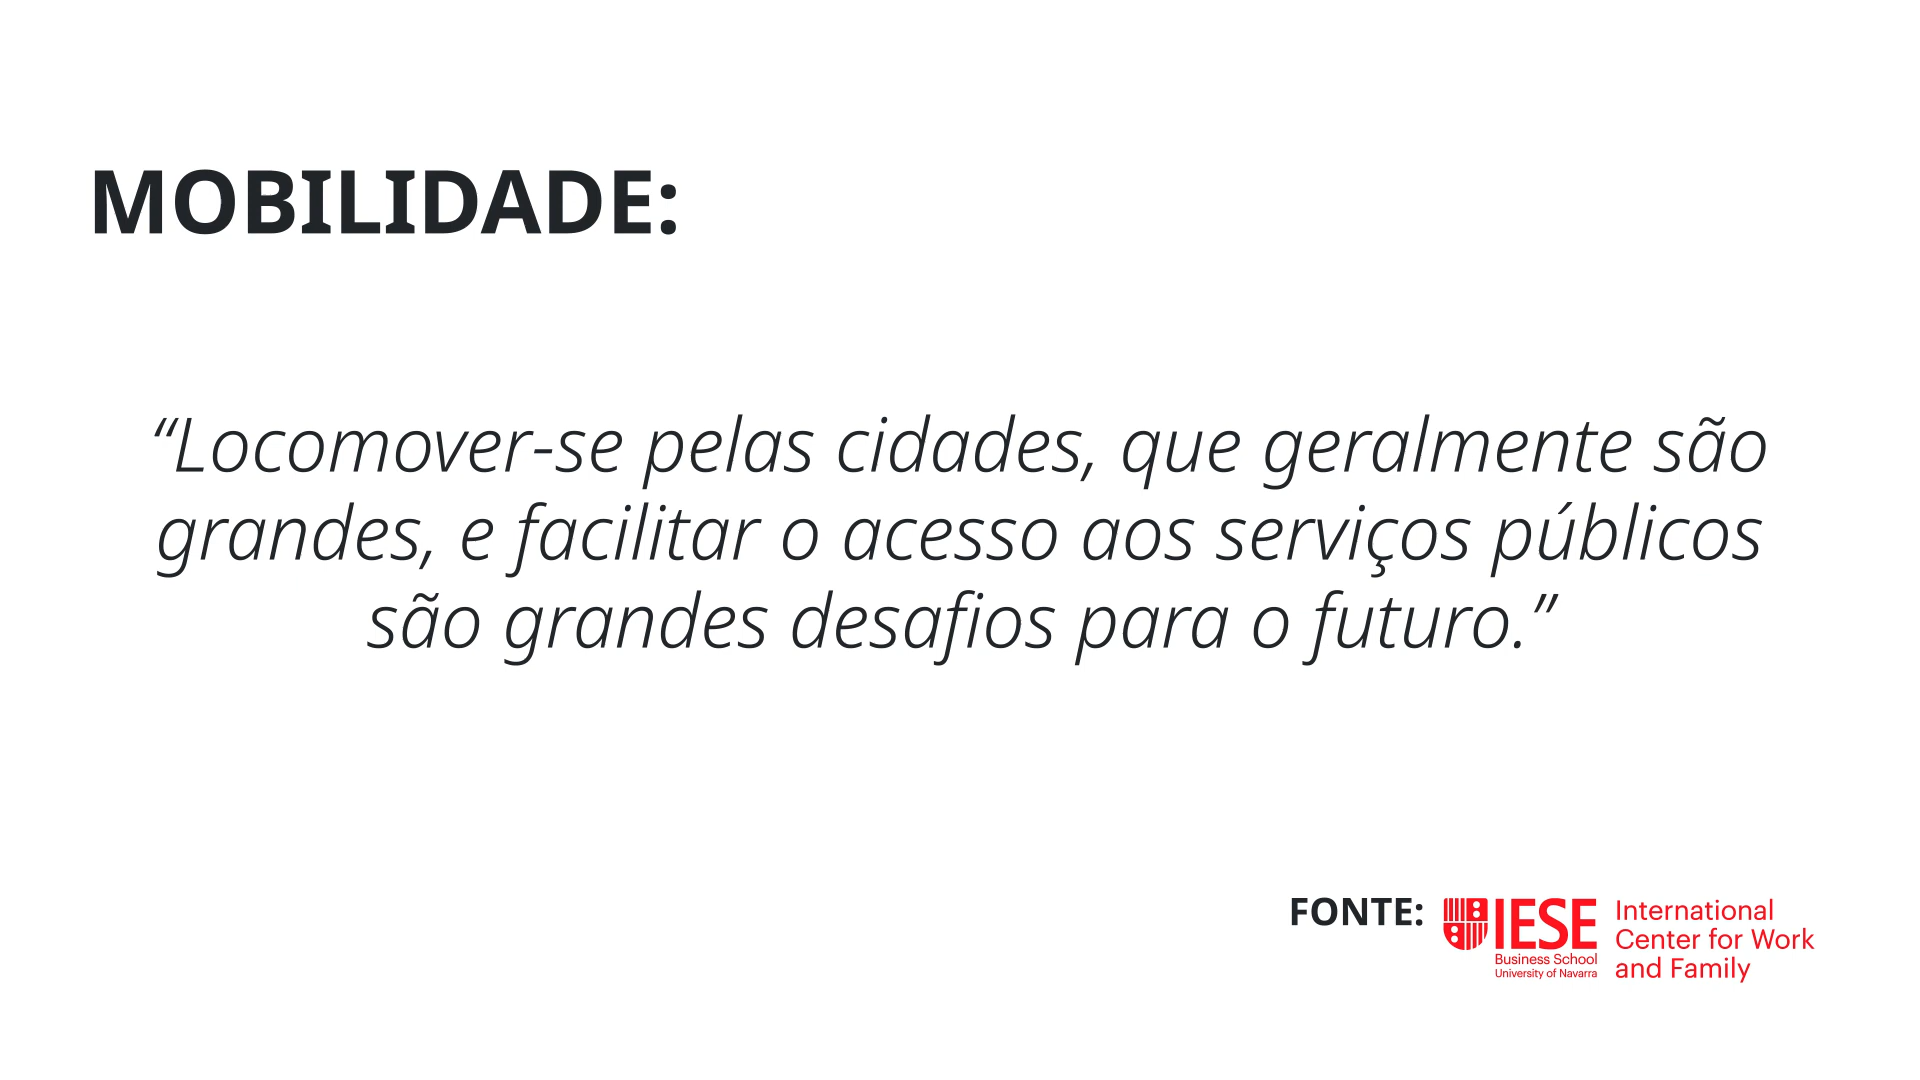 MOBILIDADE:
“Locomover-se pelas cidades, que geralmente são
grandes, e facilitar o acesso aos serviços públicos
são grandes desafios para o futuro.”
FONTE:
IESE
Business School
University of Navarra
International
Center for Work
and Family